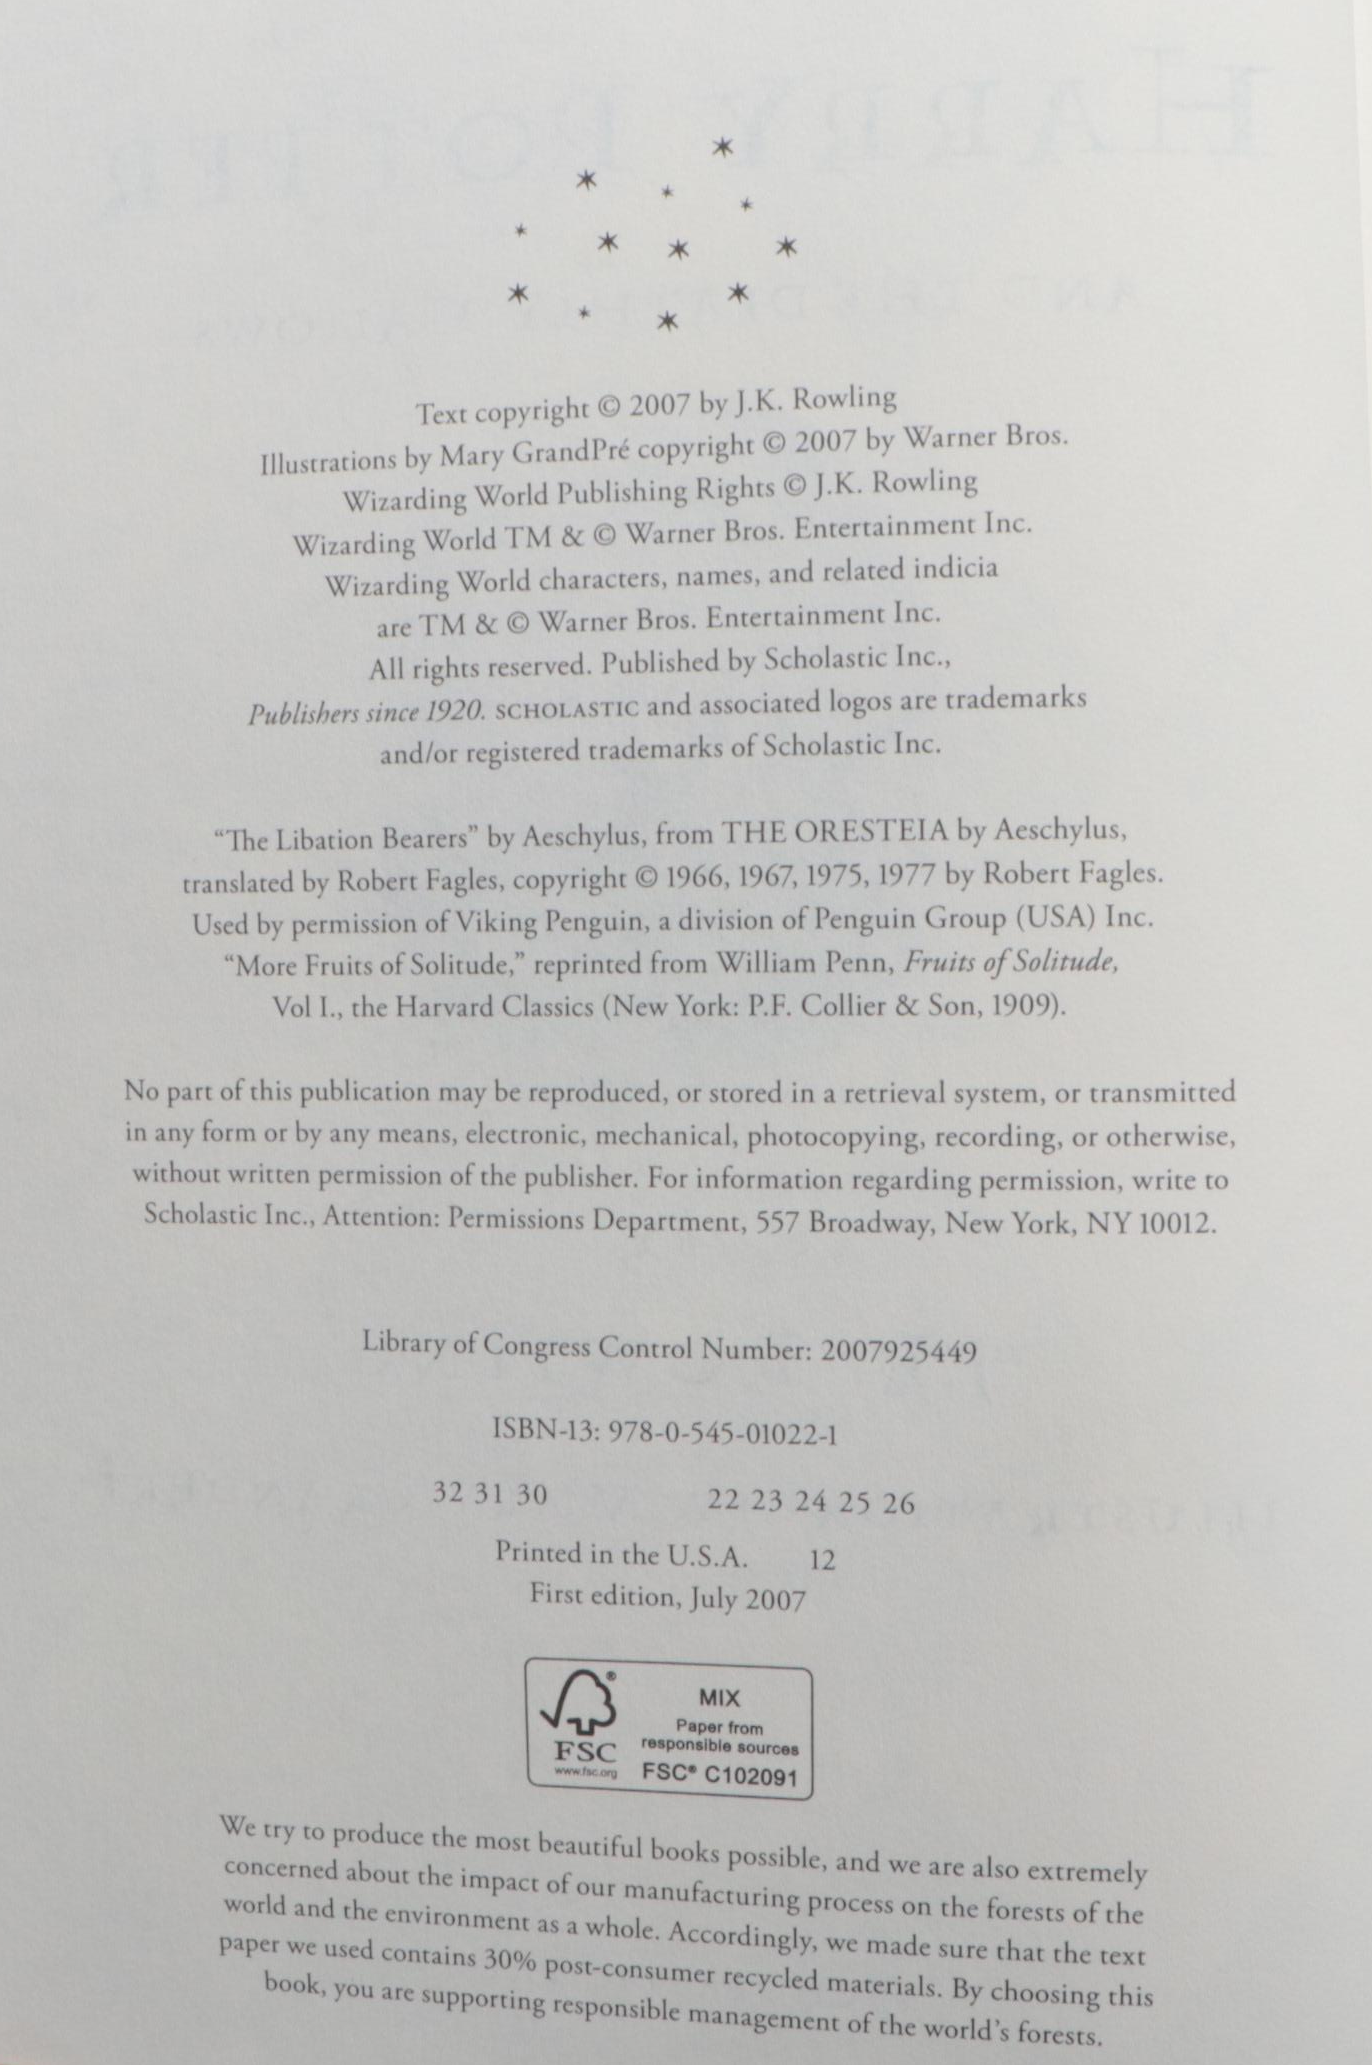 Text copyright © 2007 by J.K. Rowling
Illustrations by Mary GrandPré copyright © 2007 by Warner Bros.
Wizarding World Publishing Rights © J.K. Rowling
Wizarding World TM & © Warner Bros. Entertainment Inc.
Wizarding World characters, names, and related indicia
are TM & © Warner Bros. Entertainment Inc.
All rights reserved. Published by Scholastic Inc.,
Publishers since 1920. SCHOLASTIC and associated logos are trademarks
and/or registered trademarks of Scholastic Inc.
“The Libation Bearers” by Aeschylus, from THE ORESTEIA by Aeschylus,
translated by Robert Fagles, copyright © 1966, 1967, 1975, 1977 by Robert Fagles.
Used by permission of Viking Penguin, a division of Penguin Group (USA) Inc.
“More Fruits of Solitude,” reprinted from William Penn, Fruits of Solitude,
Vol I., the Harvard Classics (New York: P.F. Collier & Son, 1909).
No part of this publication may be reproduced, or stored in a retrieval system, or transmitted
in any form or by any means, electronic, mechanical, photocopying, recording, or otherwise,
without written permission of the publisher. For information regarding permission, write to
Scholastic Inc., Attention: Permissions Department, 557 Broadway, New York, NY 10012.
Library of Congress Control Number: 2007925449
ISBN-13: 978-0-545-01022-1
32 31 30 22 23 24 25 26
Printed in the U.S.A. 12
First edition, July 2007
MIX
Paper from
responsible sources
FSC® C102091
FSC
www.fsc.org
We try to produce the most beautiful books possible, and we are also extremely
concerned about the impact of our manufacturing process on the forests of the
world and the environment as a whole. Accordingly, we made sure that the text
paper we used contains 30% post-consumer recycled materials. By choosing this
book, you are supporting responsible management of the world’s forests.